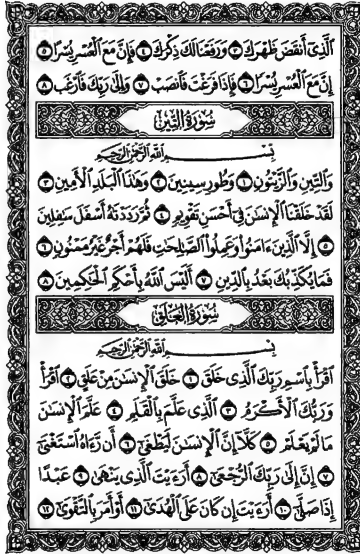 ٱلَّذِىٓ أَنقَضَ ظَهْرَكَ ٣ وَرَفَعْنَا لَكَ ذِكْرَكَ ٤ فَإِنَّ مَعَ ٱلْعُسْرِ يُسْرًا ٥
إِنَّ مَعَ ٱلْعُسْرِ يُسْرًا ٦ فَإِذَا فَرَغْتَ فَٱنصَبْ ٧ وَإِلَىٰ رَبِّكَ فَٱرْغَب ٨
سُورَةُ التِّينِ
بِسْمِ ٱللَّهِ ٱلرَّحْمَٰنِ ٱلرَّحِيمِ
وَٱلتِّينِ وَٱلزَّيْتُونِ ١ وَطُورِ سِينِينَ ٢ وَهَٰذَا ٱلْبَلَدِ ٱلْأَمِينِ ٣
لَقَدْ خَلَقْنَا ٱلْإِنسَٰنَ فِىٓ أَحْسَنِ تَقْوِيمٍ ٤ ثُمَّ رَدَدْنَٰهُ أَسْفَلَ سَٰفِلِينَ
٥ إِلَّا ٱلَّذِينَ ءَامَنُوا۟ وَعَمِلُوا۟ ٱلصَّٰلِحَٰتِ فَلَهُمْ أَجْرٌ غَيْرُ مَمْنُونٍ ٦
فَمَا يُكَذِّبُكَ بَعْدُ بِٱلدِّينِ ٧ أَلَيْسَ ٱللَّهُ بِأَحْكَمِ ٱلْحَٰكِمِينَ ٨
سُورَةُ العَلَقِ
بِسْمِ ٱللَّهِ ٱلرَّحْمَٰنِ ٱلرَّحِيمِ
ٱقْرَأْ بِٱسْمِ رَبِّكَ ٱلَّذِى خَلَقَ ١ خَلَقَ ٱلْإِنسَٰنَ مِنْ عَلَقٍ ٢ ٱقْرَأْ
وَرَبُّكَ ٱلْأَكْرَمُ ٣ ٱلَّذِى عَلَّمَ بِٱلْقَلَمِ ٤ عَلَّمَ ٱلْإِنسَٰنَ
مَا لَمْ يَعْلَمْ ٥ كَلَّآ إِنَّ ٱلْإِنسَٰنَ لَيَطْغَىٰٓ ٦ أَن رَّءَاهُ ٱسْتَغْنَىٰٓ
٧ إِنَّ إِلَىٰ رَبِّكَ ٱلرُّجْعَىٰٓ ٨ أَرَءَيْتَ ٱلَّذِى يَنْهَىٰ ٩ عَبْدًا
إِذَا صَلَّىٰٓ ١٠ أَرَءَيْتَ إِن كَانَ عَلَى ٱلْهُدَىٰٓ ١١ أَوْ أَمَرَ بِٱلتَّقْوَىٰٓ ١٢